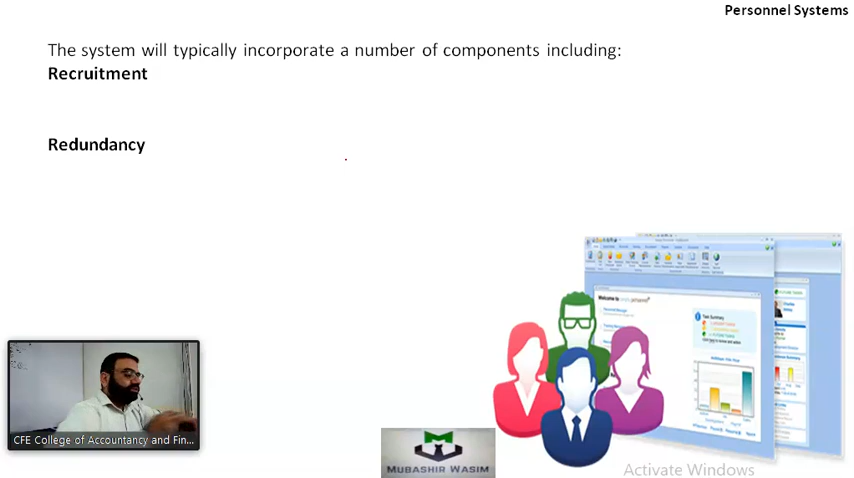 Personnel Systems
The system will typically incorporate a number of components including:
Recruitment
Redundancy
CFE College of Accountancy and Fin...
MUBASHIR WASIM
Activate Windows